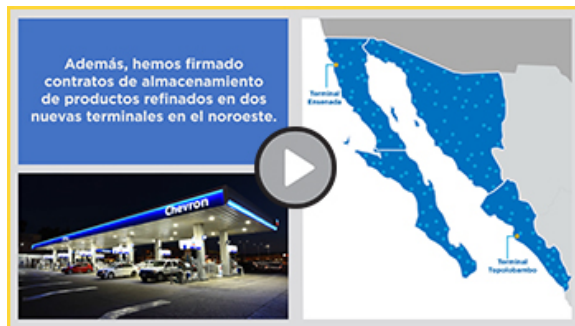 Además, hemos firmado
contratos de almacenamiento
de productos refinados en dos
nuevas terminales en el noroeste.
Terminal
Ensenada
Chevron
Terminal
Topolobambo